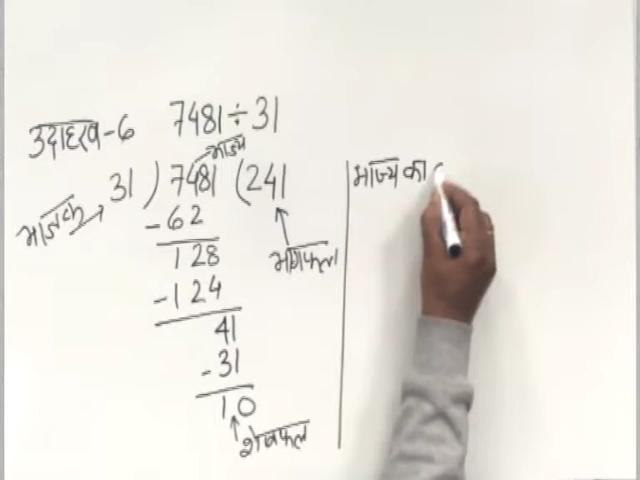 उदाहरण-6 7481÷31
भाज्य
31 ) 7481 ( 241
भाजक
-62
128
भागफल
-124
41
-31
10
शेषफल
भाज्य का